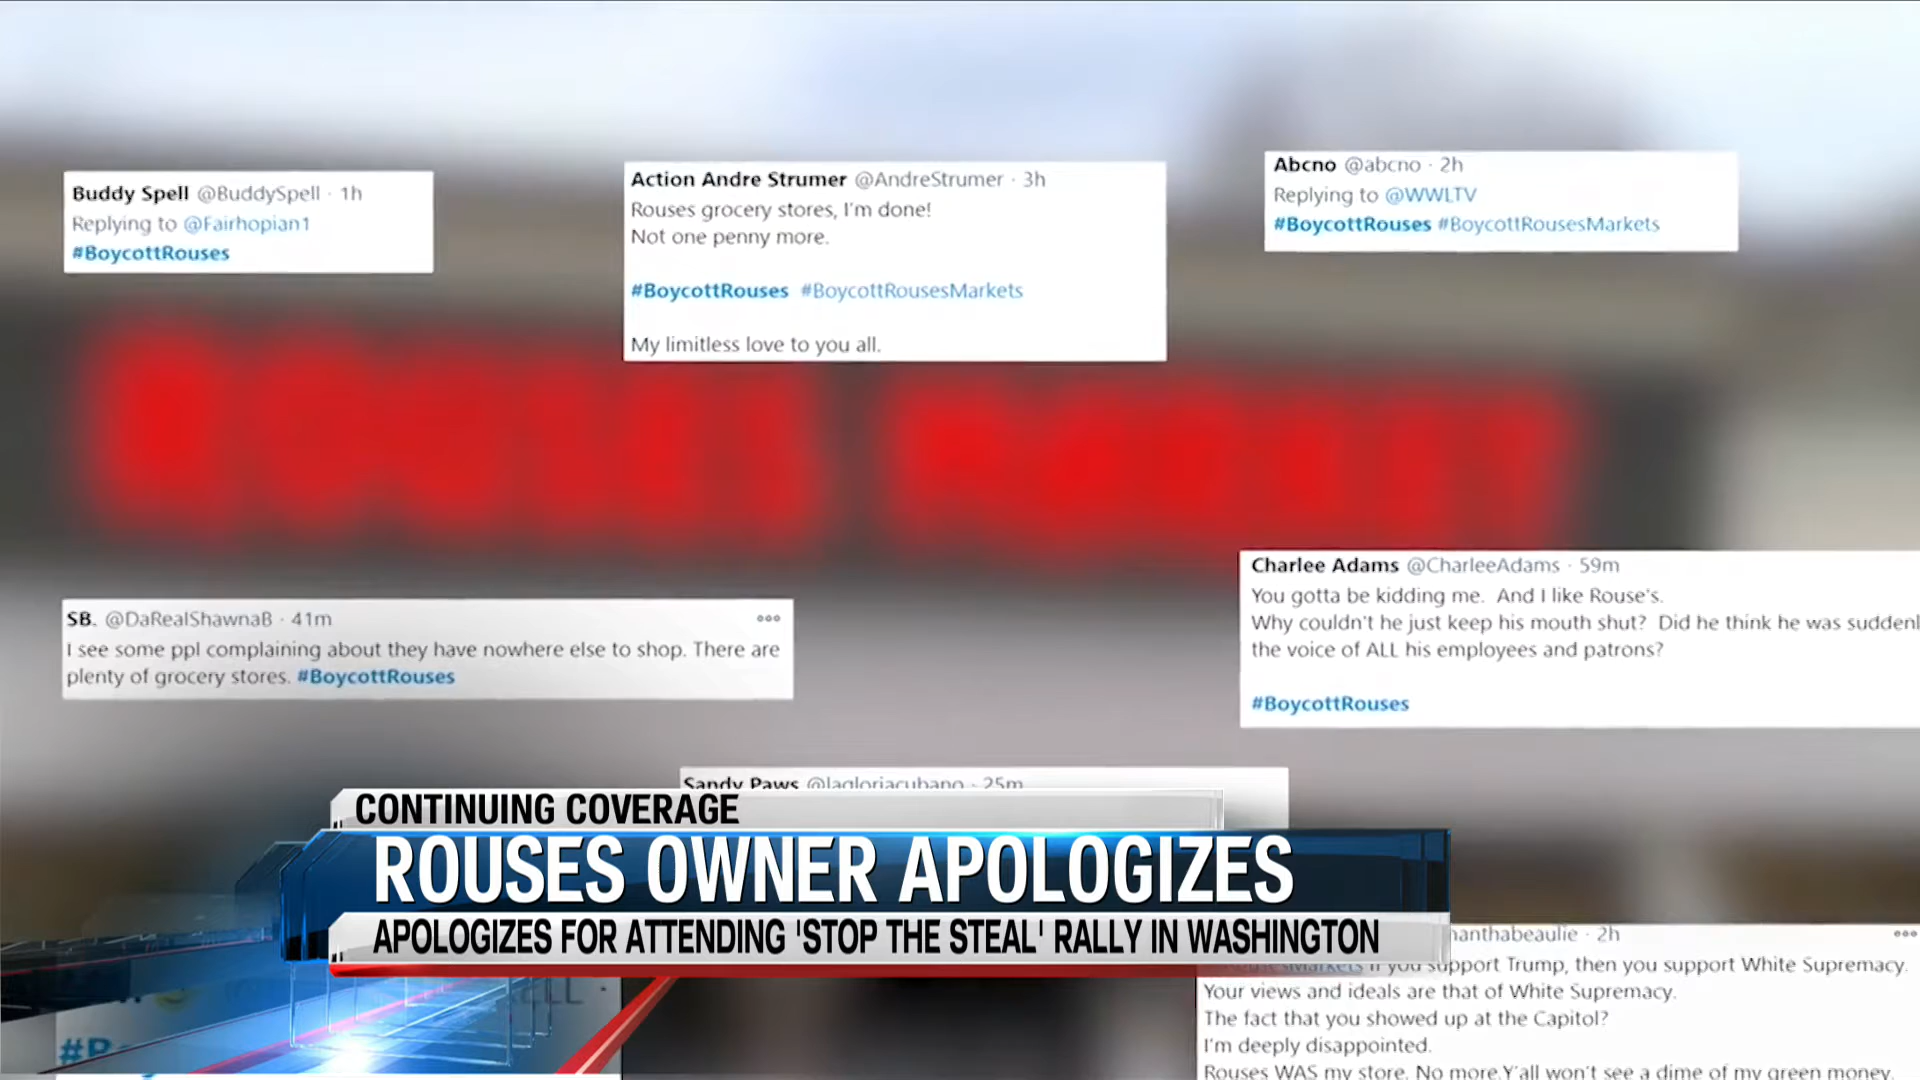 Buddy Spell @BuddySpell · 1h
Replying to @Fairhopian1
#BoycottRouses
Action Andre Strumer @AndreStrumer · 3h
Rouses grocery stores, I'm done!
Not one penny more.
#BoycottRouses #BoycottRousesMarkets
My limitless love to you all.
Abcno @abcno · 2h
Replying to @WWLTV
#BoycottRouses #BoycottRousesMarkets
SB. @DaRealShawnaB · 41m
I see some ppl complaining about they have nowhere else to shop. There are
plenty of grocery stores. #BoycottRouses
Charlee Adams @CharleeAdams · 59m
You gotta be kidding me. And I like Rouse's.
Why couldn't he just keep his mouth shut? Did he think he was suddenl
the voice of ALL his employees and patrons?
#BoycottRouses
Sandy Paws @lagloriacubano · 25m
CONTINUING COVERAGE
ROUSES OWNER APOLOGIZES
APOLOGIZES FOR ATTENDING 'STOP THE STEAL' RALLY IN WASHINGTON
nanthabeaulie · 2h
if you support Trump, then you support White Supremacy.
Your views and ideals are that of White Supremacy.
The fact that you showed up at the Capitol?
I'm deeply disappointed.
Rouses WAS my store. No more.Y'all won't see a dime of my green money.